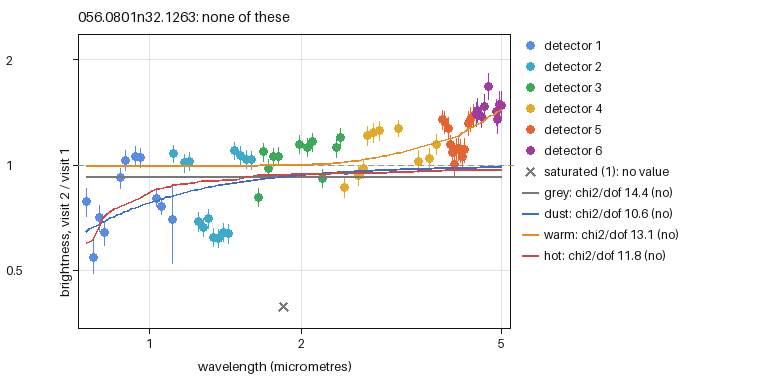 056.0801n32.1263: none of these
2
1
0.5
brightness, visit 2 / visit 1
1
2
5
wavelength (micrometres)
detector 1
detector 2
detector 3
detector 4
detector 5
detector 6
saturated (1): no value
grey: chi2/dof 14.4 (no)
dust: chi2/dof 10.6 (no)
warm: chi2/dof 13.1 (no)
hot: chi2/dof 11.8 (no)